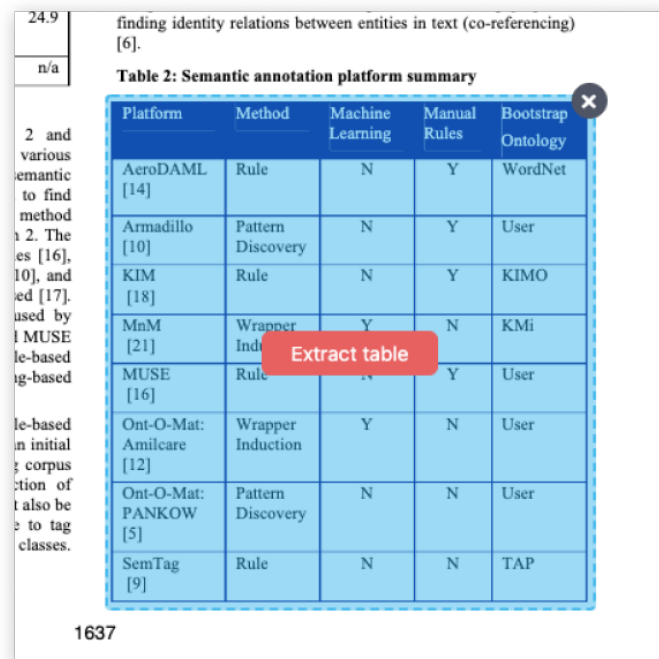 24.9
n/a
2 and
various
emantic
to find
method
2. The
es [16],
10], and
ed [17].
used by
MUSE
le-based
ng-based
le-based
n initial
corpus
ction of
t also be
e to tag
classes.
finding identity relations between entities in text (co-referencing)
[6].
Table 2: Semantic annotation platform summary
Platform Method Machine Learning Manual Rules Bootstrap Ontology
AeroDAML [14] Rule N Y WordNet
Armadillo [10] Pattern Discovery N Y User
KIM [18] Rule N Y KIMO
MnM [21] Wrapper Y N KMi
Extract table
MUSE [16] Rule Y User
Ont-O-Mat: Amilcare [12] Wrapper Induction Y N User
Ont-O-Mat: PANKOW [5] Pattern Discovery N N User
SemTag [9] Rule N N TAP
1637